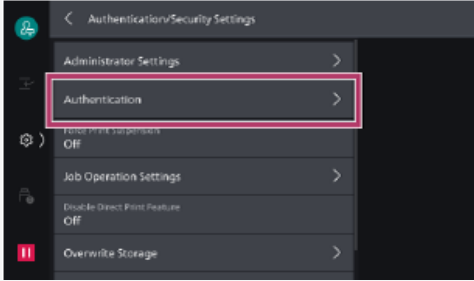 Authentication/Security Settings
Administrator Settings
Authentication
Force Print Suspension
Off
Job Operation Settings
Disable Direct Print Feature
Off
Overwrite Storage